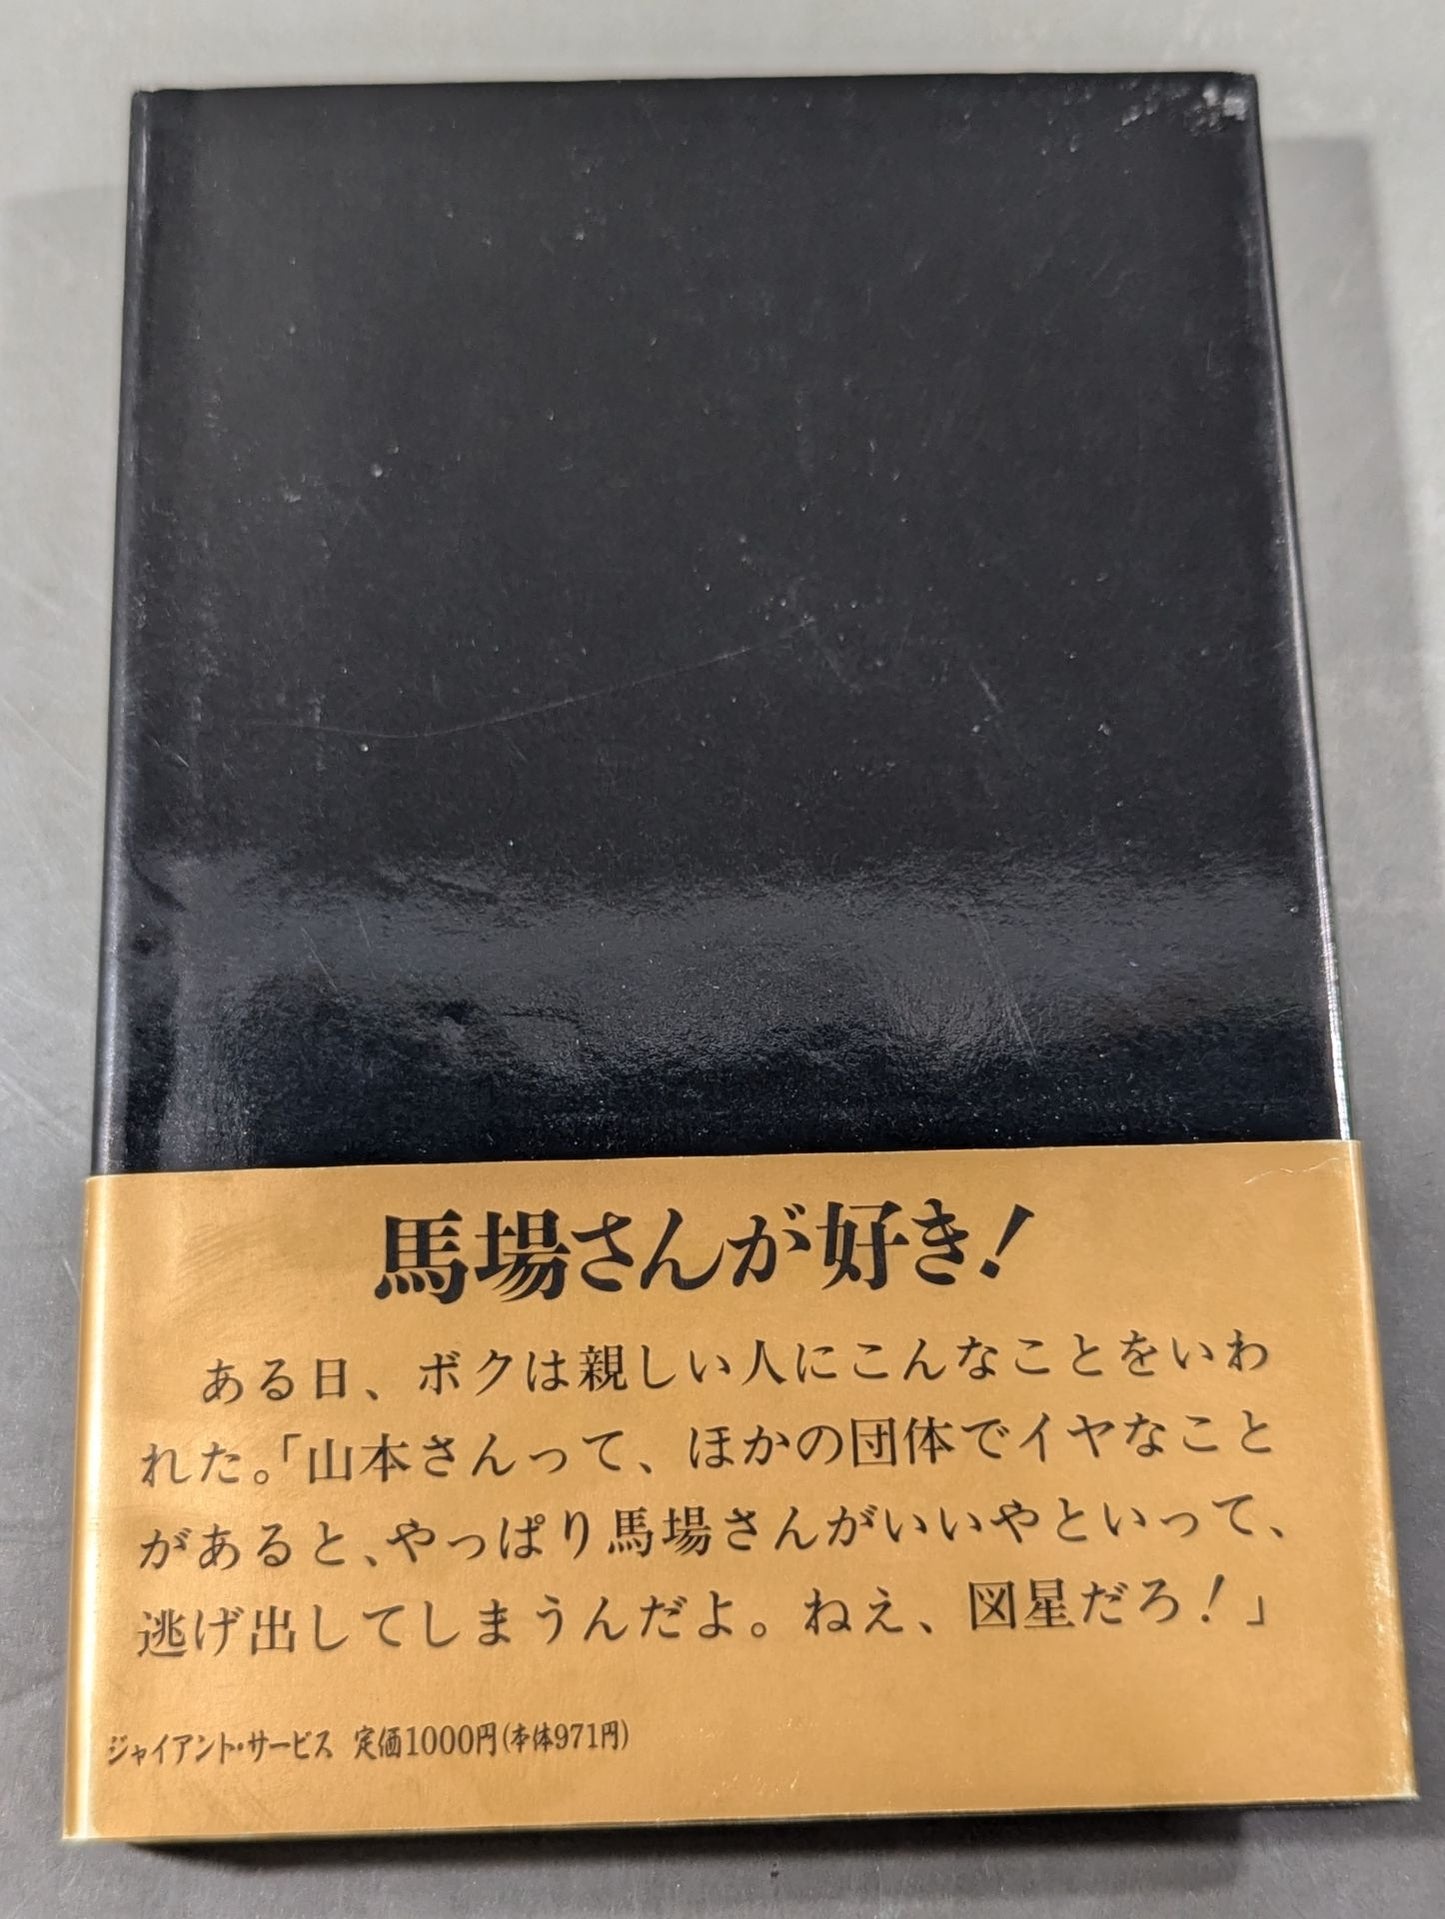 馬場さんが好き！
ある日、ボクは親しい人にこんなことをいわ
れた。「山本さんって、ほかの団体でイヤなこと
があると、やっぱり馬場さんがいいやといって、
逃げ出してしまうんだよ。ねえ、図星だろ！」
ジャイアント・サービス 定価1000円(本体971円)